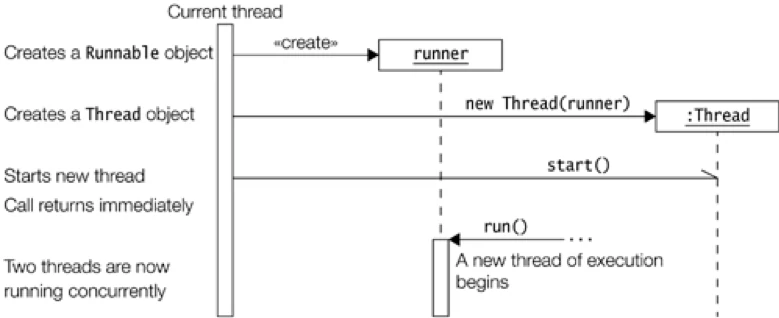 Current thread
Creates a Runnable object
«create»
runner
Creates a Thread object
new Thread(runner)
:Thread
Starts new thread
start()
Call returns immediately
run()
...
Two threads are now
running concurrently
A new thread of execution
begins